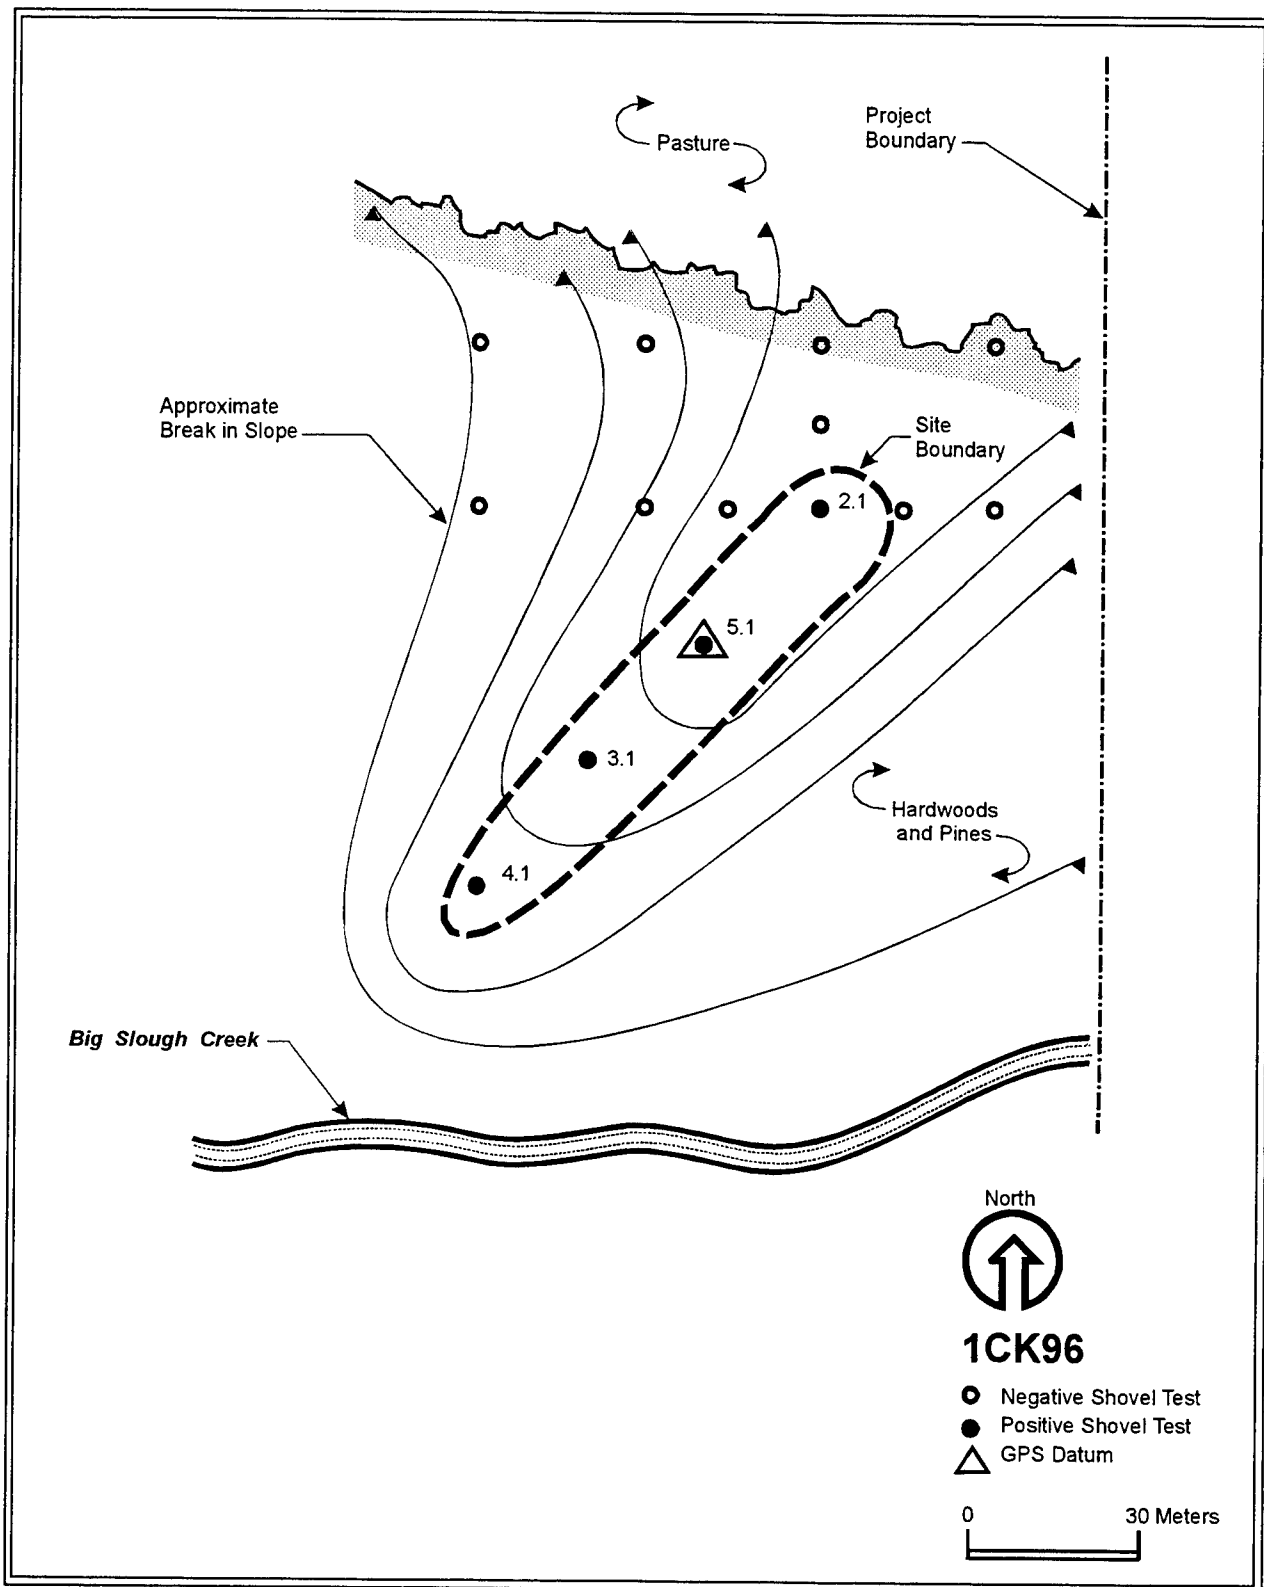 Project
Boundary
Pasture
Approximate
Break in Slope
Site
Boundary
2.1
5.1
3.1
Hardwoods
and Pines
4.1
Big Slough Creek
North
1CK96
Negative Shovel Test
Positive Shovel Test
GPS Datum
0 30 Meters